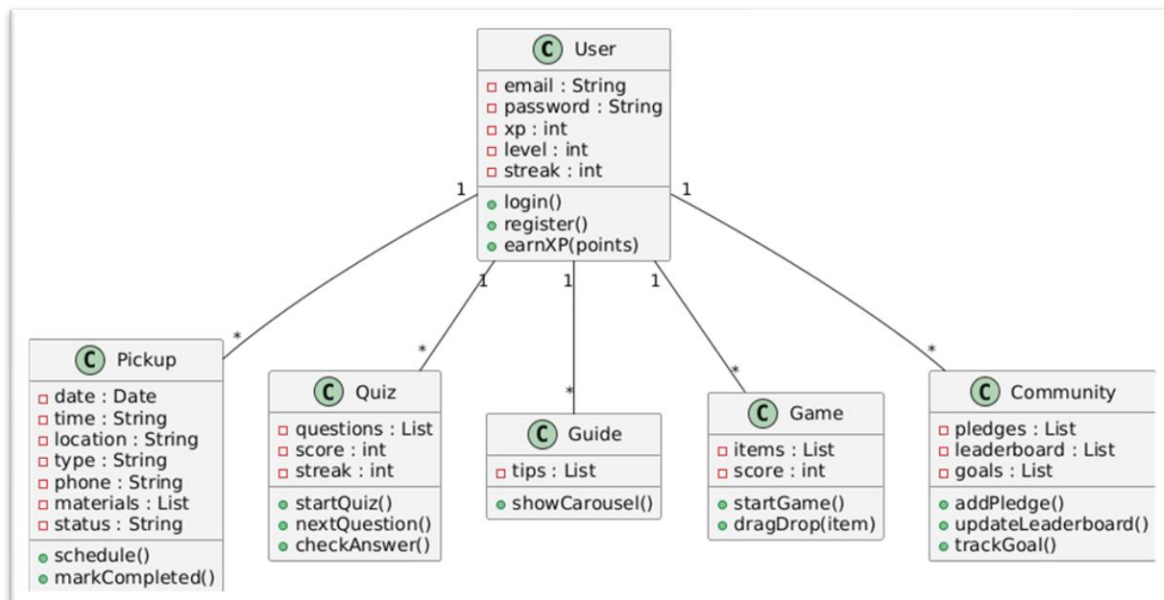 C User
email : String
password : String
xp : int
level : int
streak : int
login()
register()
earnXP(points)
1
1
1
1
1
*
*
*
*
*
C Pickup
date : Date
time : String
location : String
type : String
phone : String
materials : List
status : String
schedule()
markCompleted()
C Quiz
questions : List
score : int
streak : int
startQuiz()
nextQuestion()
checkAnswer()
C Guide
tips : List
showCarousel()
C Game
items : List
score : int
startGame()
dragDrop(item)
C Community
pledges : List
leaderboard : List
goals : List
addPledge()
updateLeaderboard()
trackGoal()